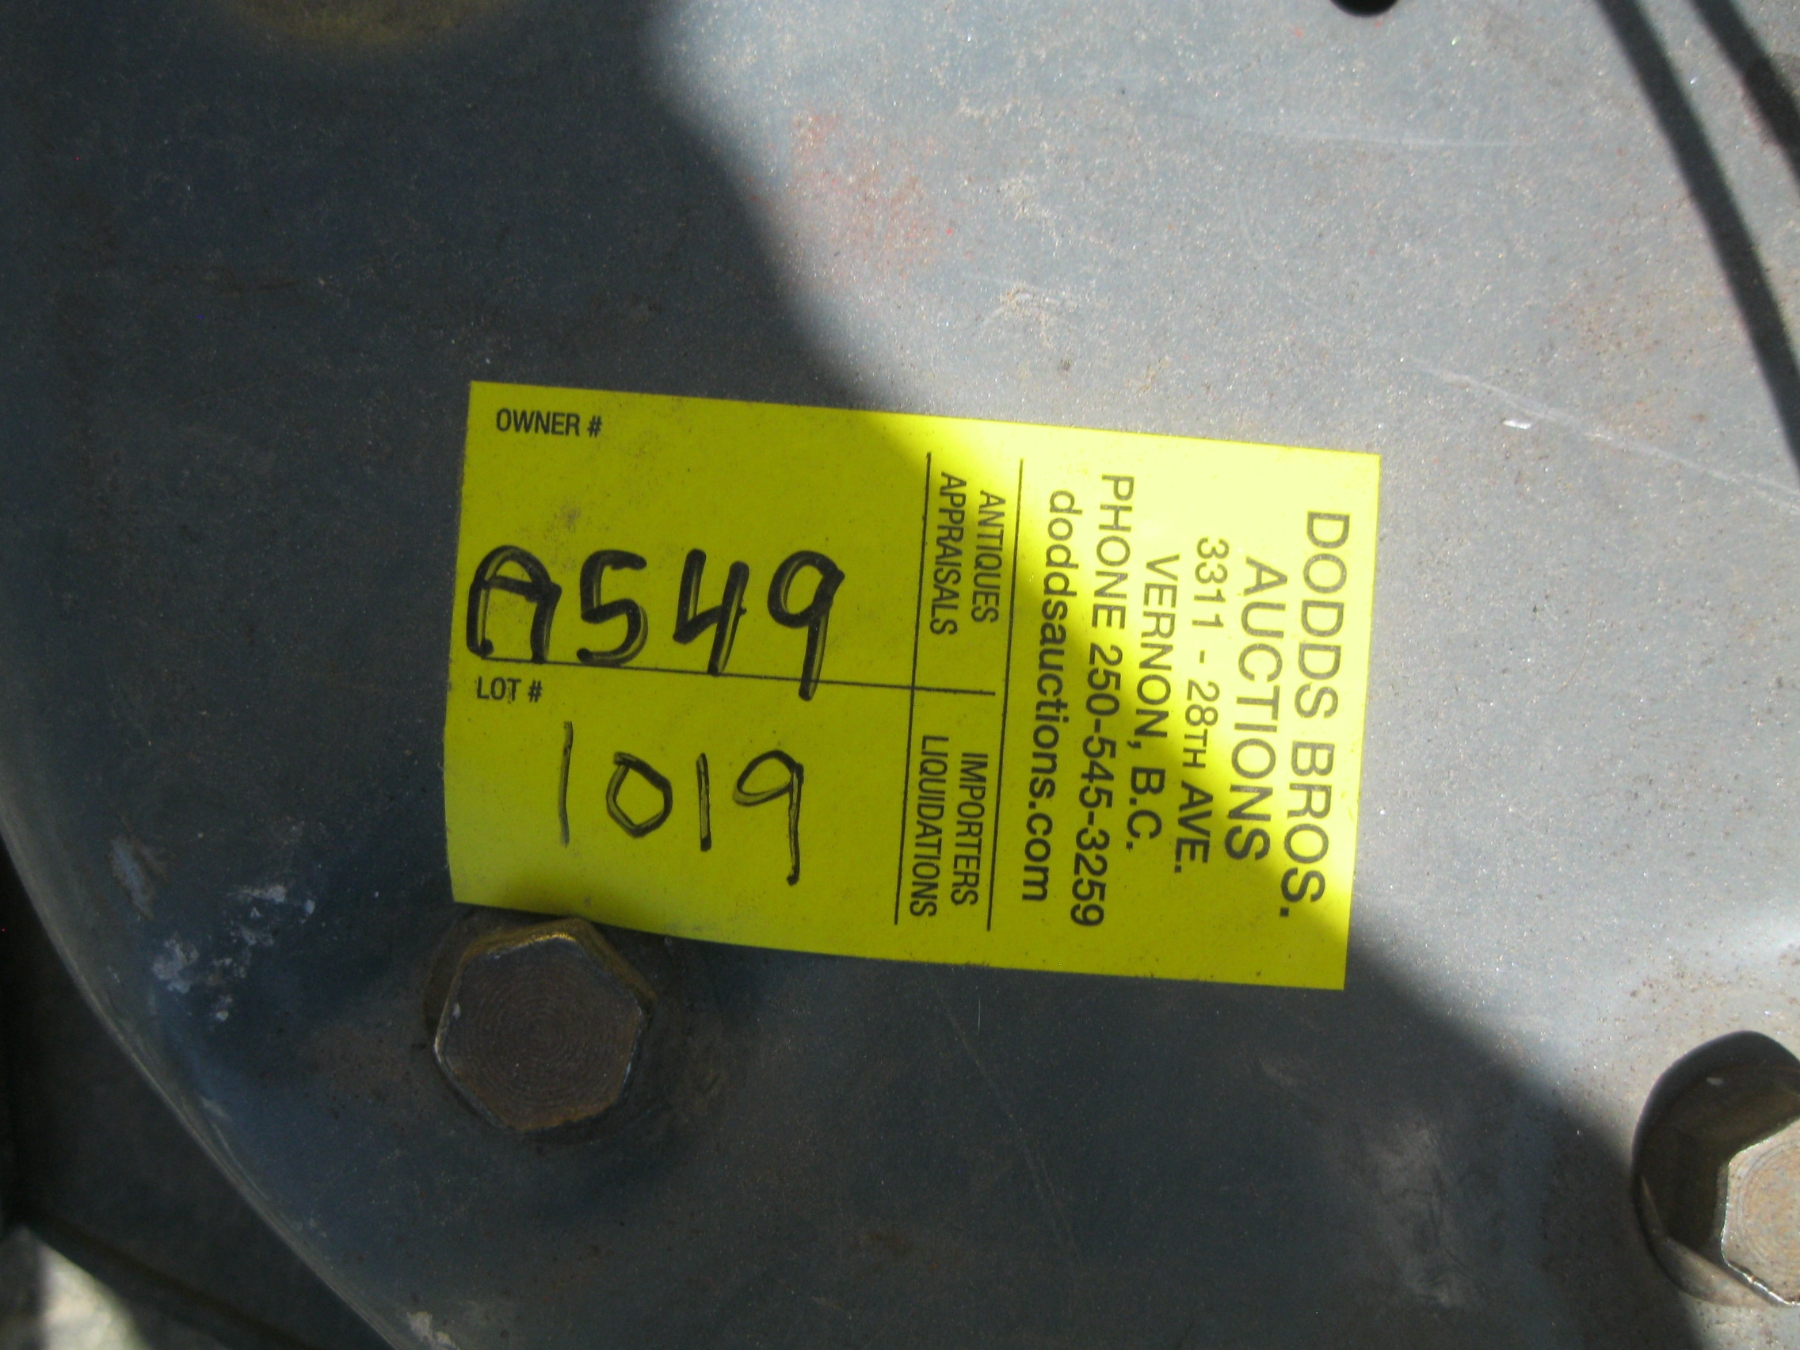 DODDS BROS.
AUCTIONS
3311 - 28TH AVE.
VERNON, B.C.
PHONE 250-545-3259
doddsauctions.com
ANTIQUES
APPRAISALS
IMPORTERS
LIQUIDATIONS
OWNER #
A549
LOT #
1019